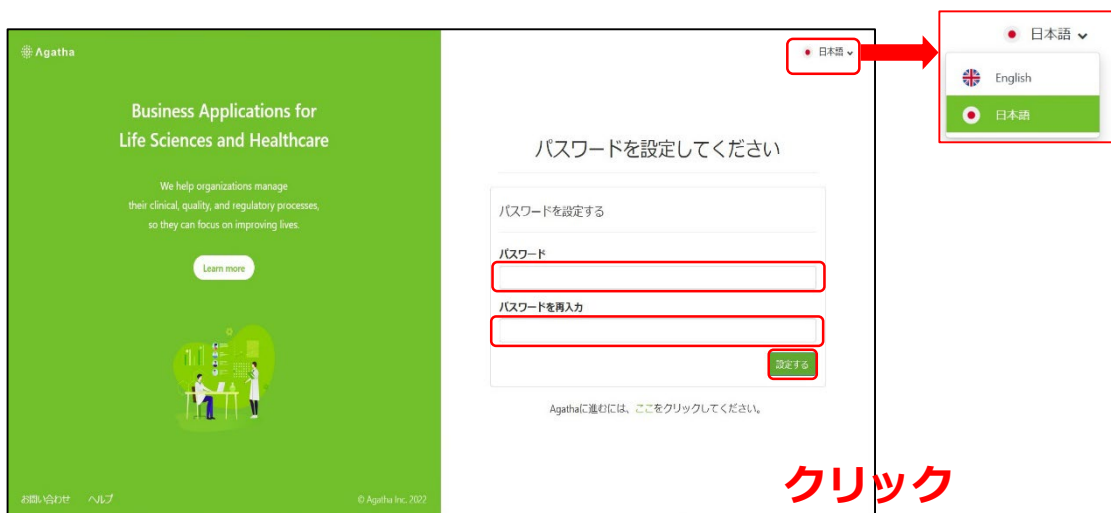 Agatha
日本語
日本語
English
日本語
Business Applications for
Life Sciences and Healthcare
We help organizations manage
their clinical, quality, and regulatory processes,
so they can focus on improving lives.
Learn more
パスワードを設定してください
パスワードを設定する
パスワード
パスワードを再入力
設定する
Agathaに進むには、ここをクリックしてください。
クリック
お問い合わせ ヘルプ
© Agatha Inc. 2022